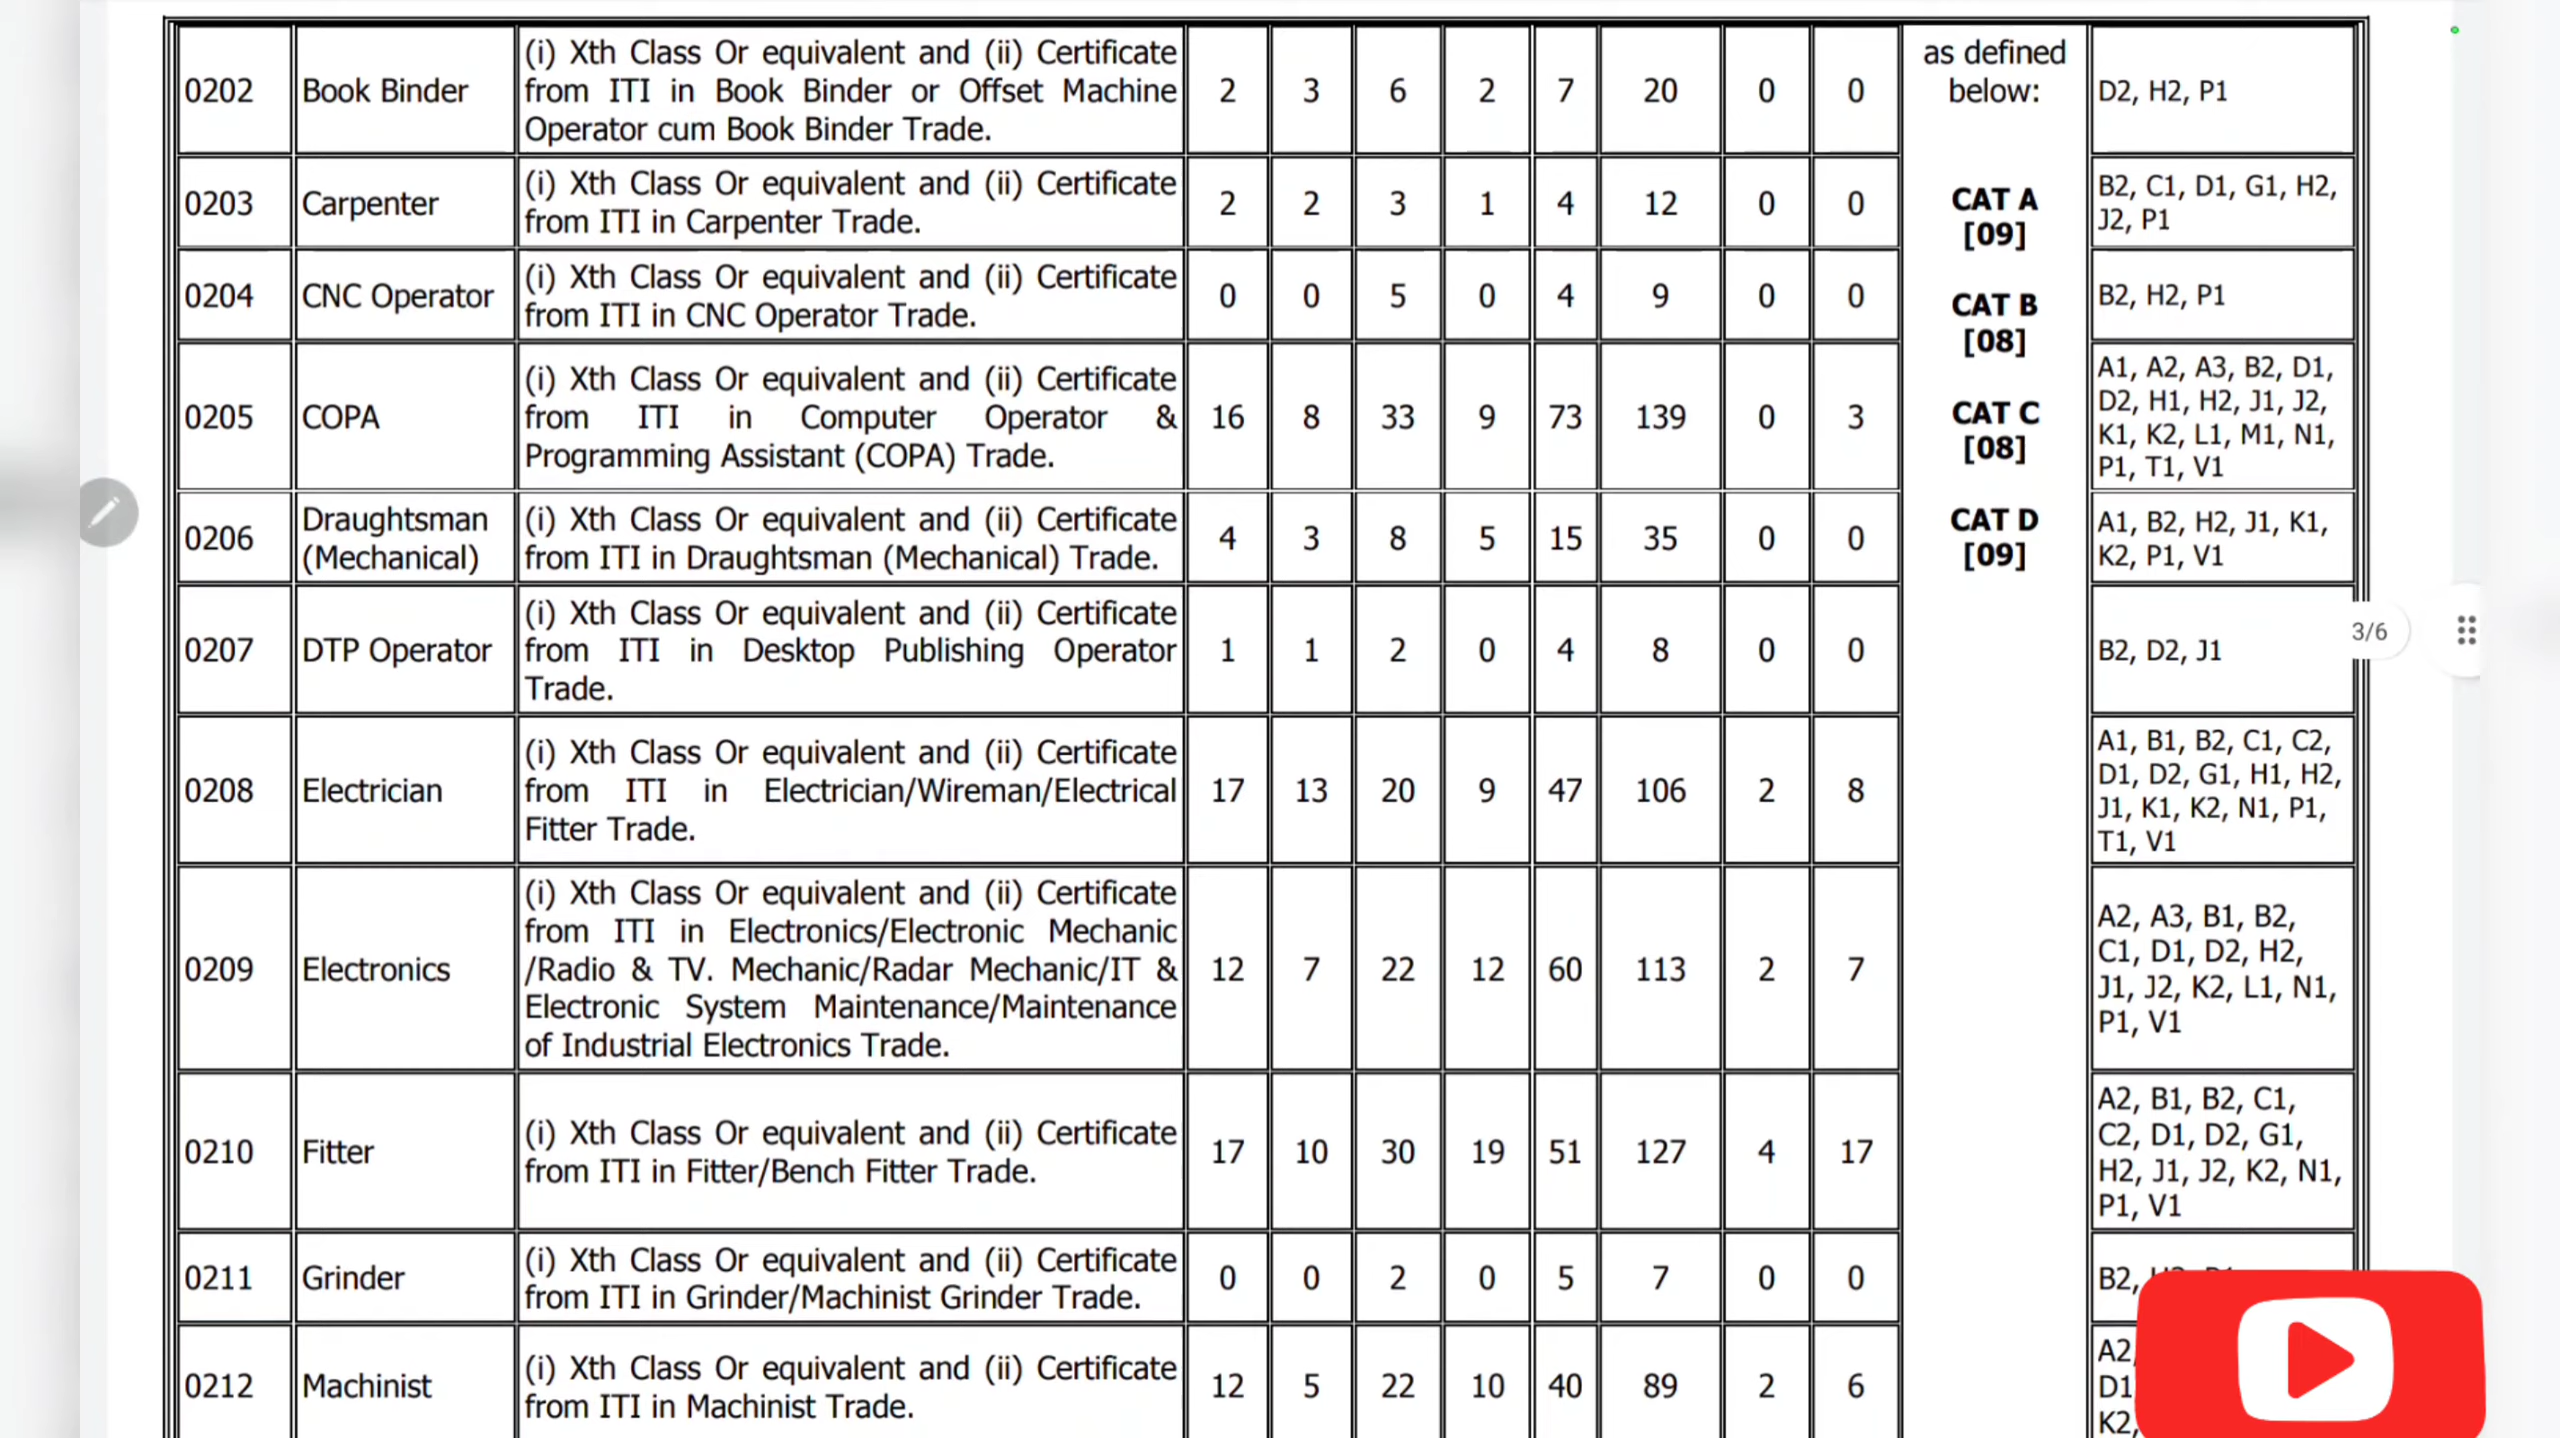 0202 Book Binder (i) Xth Class Or equivalent and (ii) Certificate
from ITI in Book Binder or Offset Machine
Operator cum Book Binder Trade. 2 3 6 2 7 20 0 0 D2, H2, P1
as defined
below:
0203 Carpenter (i) Xth Class Or equivalent and (ii) Certificate
from ITI in Carpenter Trade. 2 2 3 1 4 12 0 0 B2, C1, D1, G1, H2,
J2, P1
CAT A
[09]
0204 CNC Operator (i) Xth Class Or equivalent and (ii) Certificate
from ITI in CNC Operator Trade. 0 0 5 0 4 9 0 0 B2, H2, P1
CAT B
[08]
0205 COPA (i) Xth Class Or equivalent and (ii) Certificate
from ITI in Computer Operator &
Programming Assistant (COPA) Trade. 16 8 33 9 73 139 0 3 A1, A2, A3, B2, D1,
D2, H1, H2, J1, J2,
K1, K2, L1, M1, N1,
P1, T1, V1
CAT C
[08]
0206 Draughtsman
(Mechanical) (i) Xth Class Or equivalent and (ii) Certificate
from ITI in Draughtsman (Mechanical) Trade. 4 3 8 5 15 35 0 0 A1, B2, H2, J1, K1,
K2, P1, V1
CAT D
[09]
0207 DTP Operator (i) Xth Class Or equivalent and (ii) Certificate
from ITI in Desktop Publishing Operator
Trade. 1 1 2 0 4 8 0 0 B2, D2, J1
3/6
0208 Electrician (i) Xth Class Or equivalent and (ii) Certificate
from ITI in Electrician/Wireman/Electrical
Fitter Trade. 17 13 20 9 47 106 2 8 A1, B1, B2, C1, C2,
D1, D2, G1, H1, H2,
J1, K1, K2, N1, P1,
T1, V1
0209 Electronics (i) Xth Class Or equivalent and (ii) Certificate
from ITI in Electronics/Electronic Mechanic
/Radio & TV. Mechanic/Radar Mechanic/IT &
Electronic System Maintenance/Maintenance
of Industrial Electronics Trade. 12 7 22 12 60 113 2 7 A2, A3, B1, B2,
C1, D1, D2, H2,
J1, J2, K2, L1, N1,
P1, V1
0210 Fitter (i) Xth Class Or equivalent and (ii) Certificate
from ITI in Fitter/Bench Fitter Trade. 17 10 30 19 51 127 4 17 A2, B1, B2, C1,
C2, D1, D2, G1,
H2, J1, J2, K2, N1,
P1, V1
0211 Grinder (i) Xth Class Or equivalent and (ii) Certificate
from ITI in Grinder/Machinist Grinder Trade. 0 0 2 0 5 7 0 0 B2,
0212 Machinist (i) Xth Class Or equivalent and (ii) Certificate
from ITI in Machinist Trade. 12 5 22 10 40 89 2 6 A2,
D1
K2,